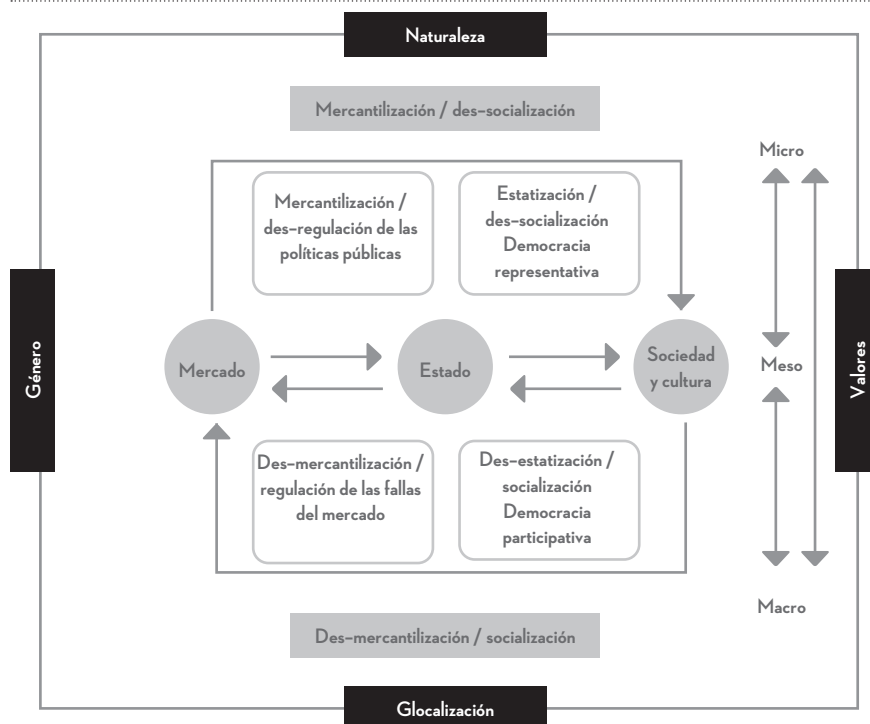 Naturaleza
Mercantilización / des-socialización
Micro
Mercantilización /
des-regulación de las
políticas públicas
Estatización /
des-socialización
Democracia
representativa
Género
Mercado
Estado
Sociedad
y cultura
Meso
Valores
Des-mercantilización /
regulación de las fallas
del mercado
Des-estatización /
socialización
Democracia
participativa
Macro
Des-mercantilización / socialización
Glocalización